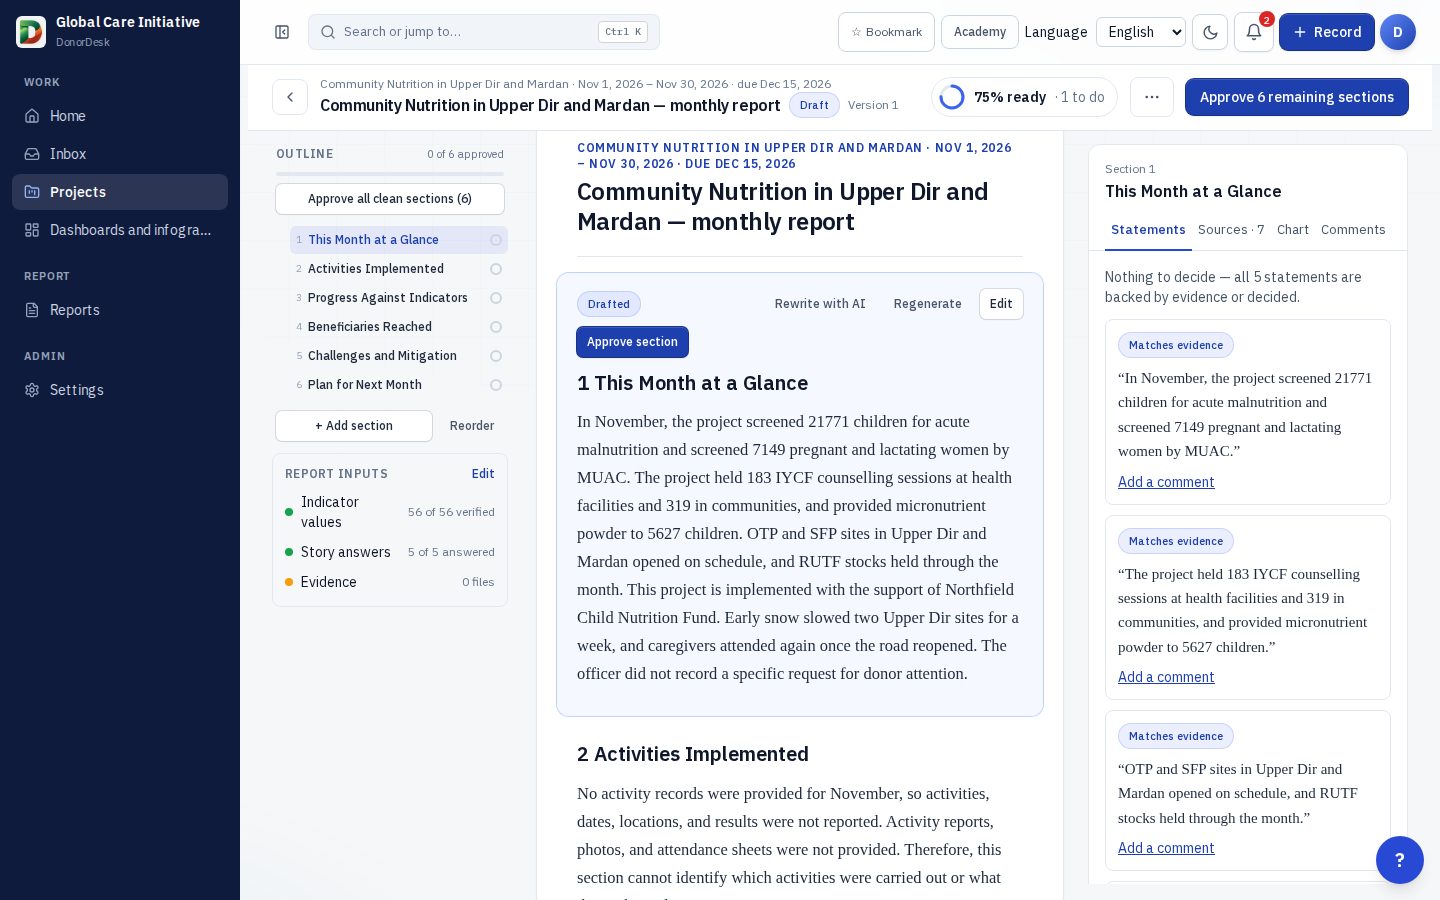 Global Care Initiative
DonorDesk
WORK
Home
Inbox
Projects
Dashboards and infogra...
REPORT
Reports
ADMIN
Settings
Search or jump to...
Ctrl K
☆ Bookmark
Academy
Language
English
2
+ Record
D
Community Nutrition in Upper Dir and Mardan · Nov 1, 2026 – Nov 30, 2026 · due Dec 15, 2026
Community Nutrition in Upper Dir and Mardan — monthly report
Draft
Version 1
75% ready · 1 to do
···
Approve 6 remaining sections
OUTLINE
0 of 6 approved
Approve all clean sections (6)
1 This Month at a Glance
2 Activities Implemented
3 Progress Against Indicators
4 Beneficiaries Reached
5 Challenges and Mitigation
6 Plan for Next Month
+ Add section
Reorder
REPORT INPUTS
Edit
Indicator
values
56 of 56 verified
Story answers
5 of 5 answered
Evidence
0 files
COMMUNITY NUTRITION IN UPPER DIR AND MARDAN · NOV 1, 2026
– NOV 30, 2026 · DUE DEC 15, 2026
Community Nutrition in Upper Dir and
Mardan — monthly report
Drafted
Rewrite with AI
Regenerate
Edit
Approve section
1 This Month at a Glance
In November, the project screened 21771 children for acute
malnutrition and screened 7149 pregnant and lactating women by
MUAC. The project held 183 IYCF counselling sessions at health
facilities and 319 in communities, and provided micronutrient
powder to 5627 children. OTP and SFP sites in Upper Dir and
Mardan opened on schedule, and RUTF stocks held through the
month. This project is implemented with the support of Northfield
Child Nutrition Fund. Early snow slowed two Upper Dir sites for a
week, and caregivers attended again once the road reopened. The
officer did not record a specific request for donor attention.
2 Activities Implemented
No activity records were provided for November, so activities,
dates, locations, and results were not reported. Activity reports,
photos, and attendance sheets were not provided. Therefore, this
section cannot identify which activities were carried out or what
Section 1
This Month at a Glance
Statements
Sources · 7
Chart
Comments
Nothing to decide — all 5 statements are
backed by evidence or decided.
Matches evidence
“In November, the project screened 21771
children for acute malnutrition and
screened 7149 pregnant and lactating
women by MUAC.”
Add a comment
Matches evidence
“The project held 183 IYCF counselling
sessions at health facilities and 319 in
communities, and provided micronutrient
powder to 5627 children.”
Add a comment
Matches evidence
“OTP and SFP sites in Upper Dir and
Mardan opened on schedule, and RUTF
stocks held through the month.”
Add a comment
?